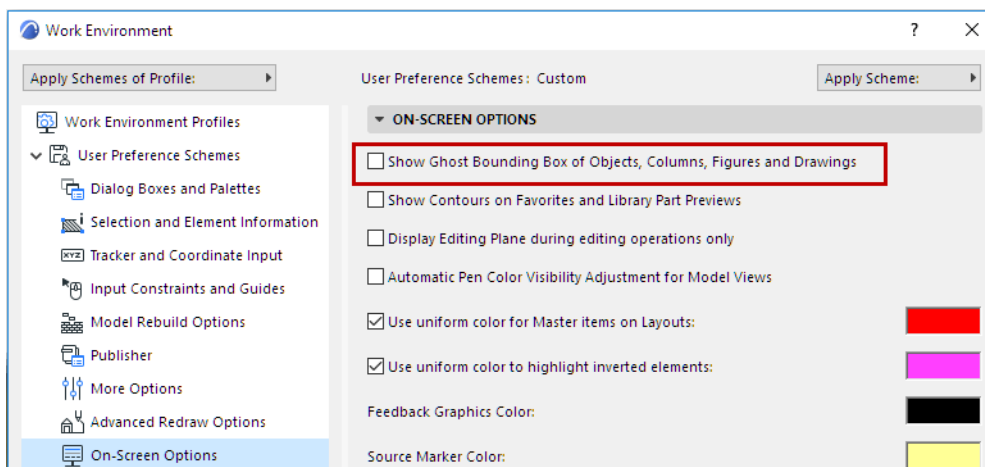 Work Environment
?
Apply Schemes of Profile:
User Preference Schemes: Custom
Apply Scheme:
Work Environment Profiles
User Preference Schemes
Dialog Boxes and Palettes
Selection and Element Information
XYZ Tracker and Coordinate Input
Input Constraints and Guides
Model Rebuild Options
Publisher
More Options
Advanced Redraw Options
On-Screen Options
ON-SCREEN OPTIONS
Show Ghost Bounding Box of Objects, Columns, Figures and Drawings
Show Contours on Favorites and Library Part Previews
Display Editing Plane during editing operations only
Automatic Pen Color Visibility Adjustment for Model Views
Use uniform color for Master items on Layouts:
Use uniform color to highlight inverted elements:
Feedback Graphics Color:
Source Marker Color: